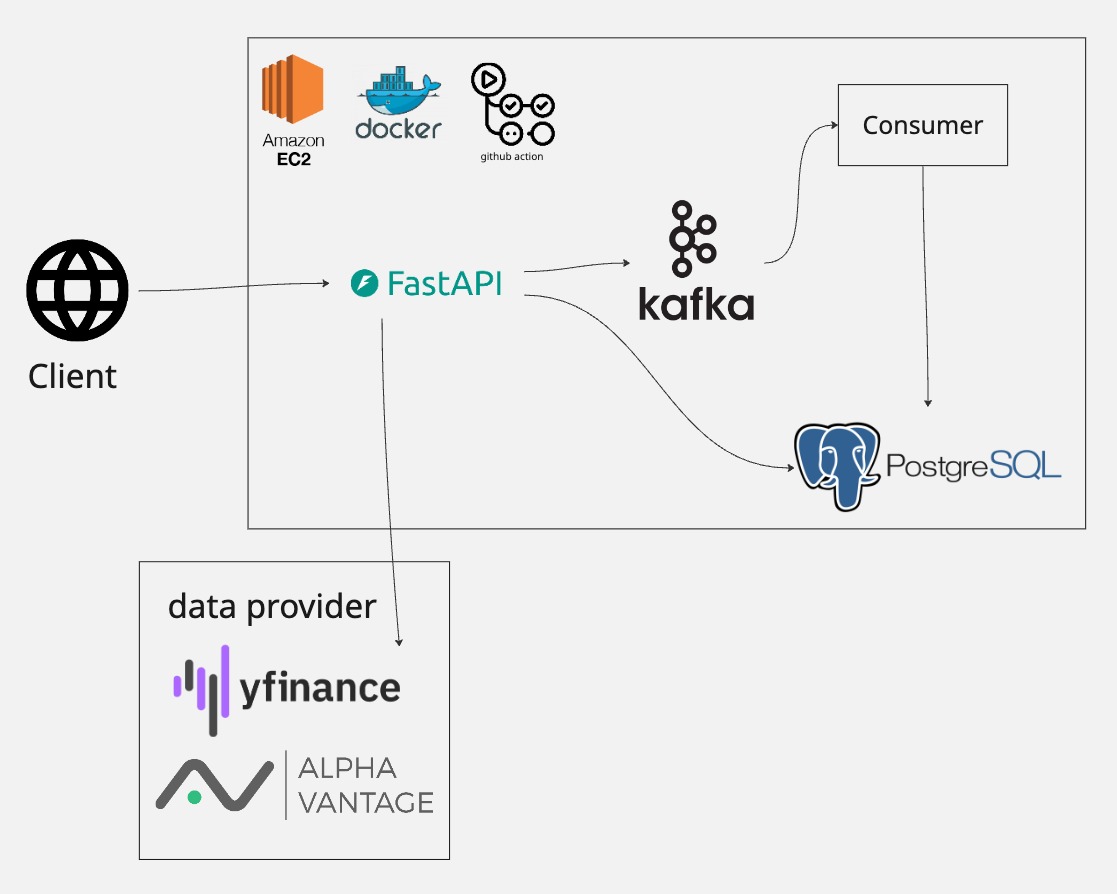 Amazon
EC2
docker
github action
Consumer
FastAPI
kafka
Client
PostgreSQL
data provider
yfinance
ALPHA
VANTAGE